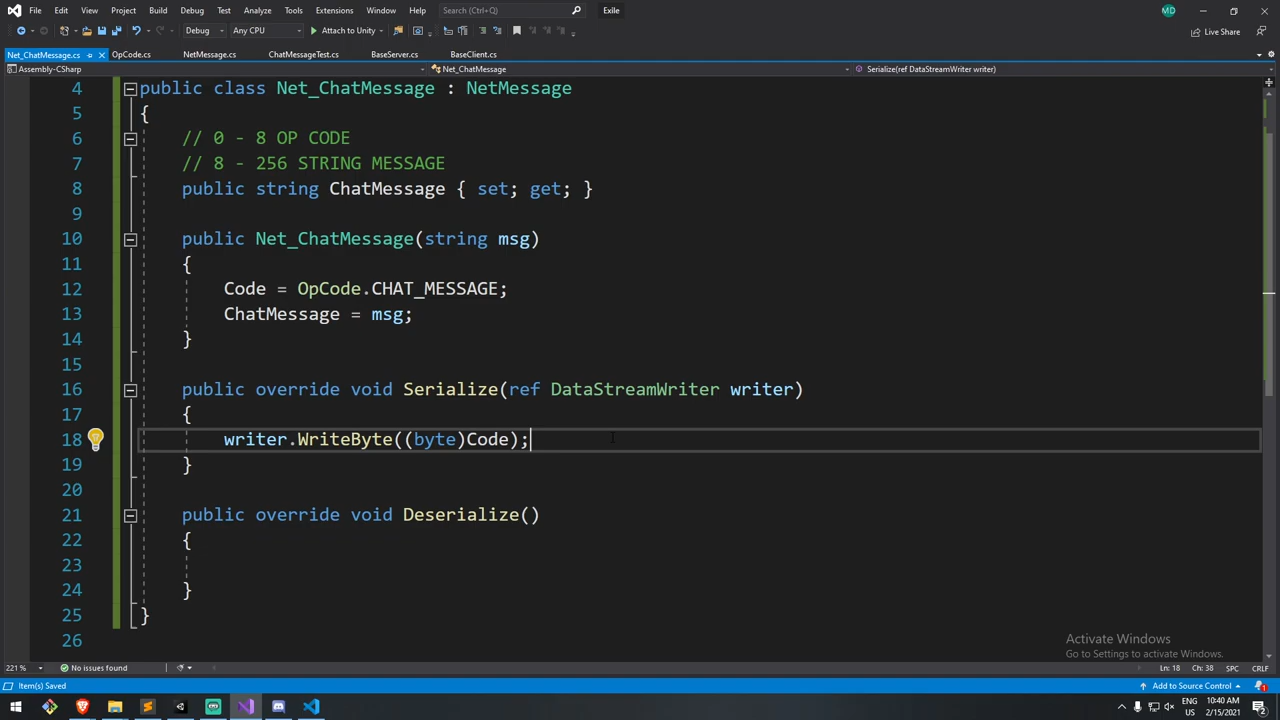 File Edit View Project Build Debug Test Analyze Tools Extensions Window Help Search (Ctrl+Q) Exile MD
Debug Any CPU Attach to Unity Live Share
Net_ChatMessage.cs OpCode.cs NetMessage.cs ChatMessageTest.cs BaseServer.cs BaseClient.cs
Assembly-CSharp Net_ChatMessage Serialize(ref DataStreamWriter writer)
4 public class Net_ChatMessage : NetMessage
5 {
6 // 0 - 8 OP CODE
7 // 8 - 256 STRING MESSAGE
8 public string ChatMessage { set; get; }
9
10 public Net_ChatMessage(string msg)
11 {
12 Code = OpCode.CHAT_MESSAGE;
13 ChatMessage = msg;
14 }
15
16 public override void Serialize(ref DataStreamWriter writer)
17 {
18 writer.WriteByte((byte)Code);
19 }
20
21 public override void Deserialize()
22 {
23
24 }
25 }
26
Activate Windows
Go to Settings to activate Windows.
221 % No issues found Ln: 18 Ch: 38 SPC CRLF
Item(s) Saved Add to Source Control 1
10:40 AM
US 2/15/2021 2